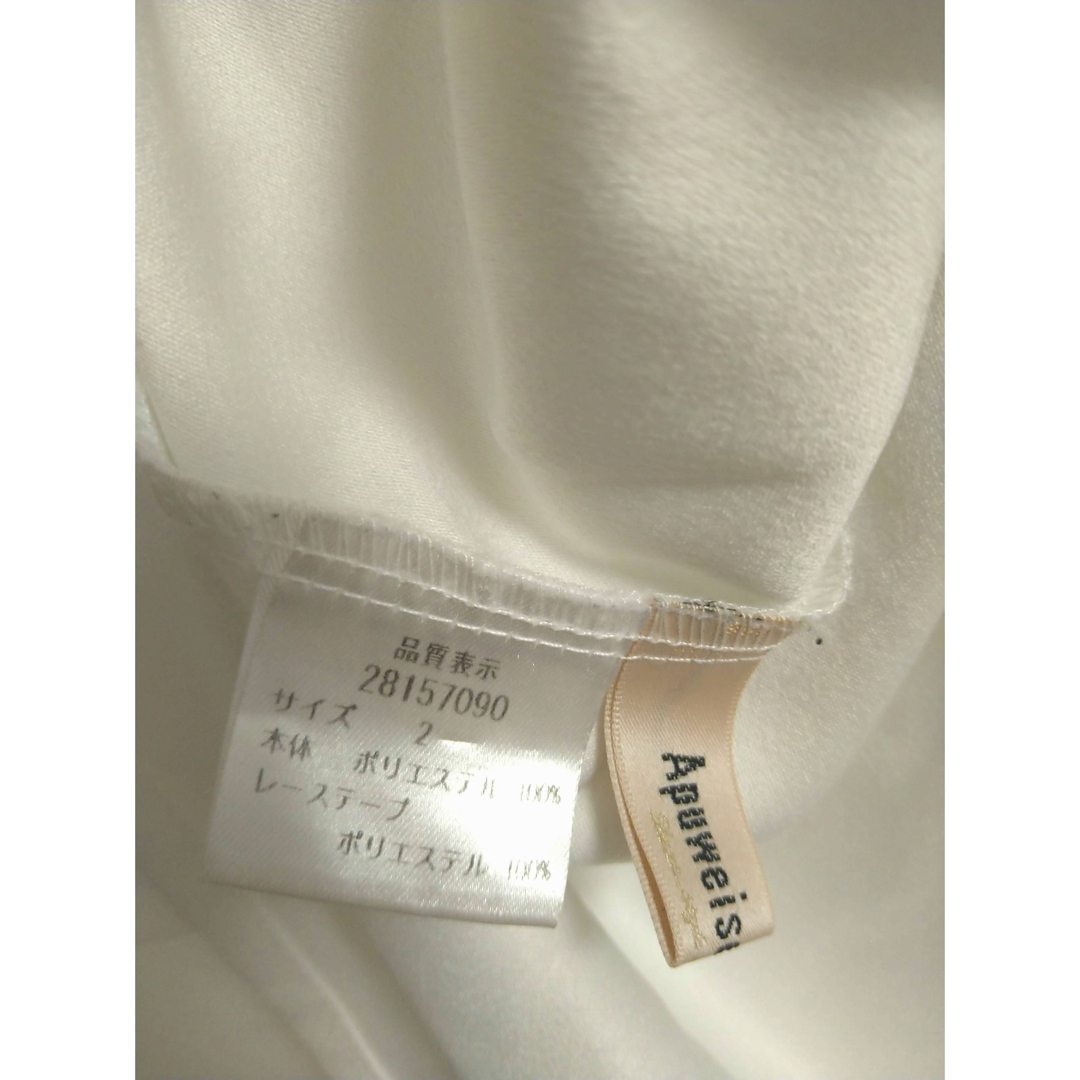 品質表示
28157090
サイズ 2
本体 ポリエステル 100%
レーステープ
ポリエステル 100%
Apuweis